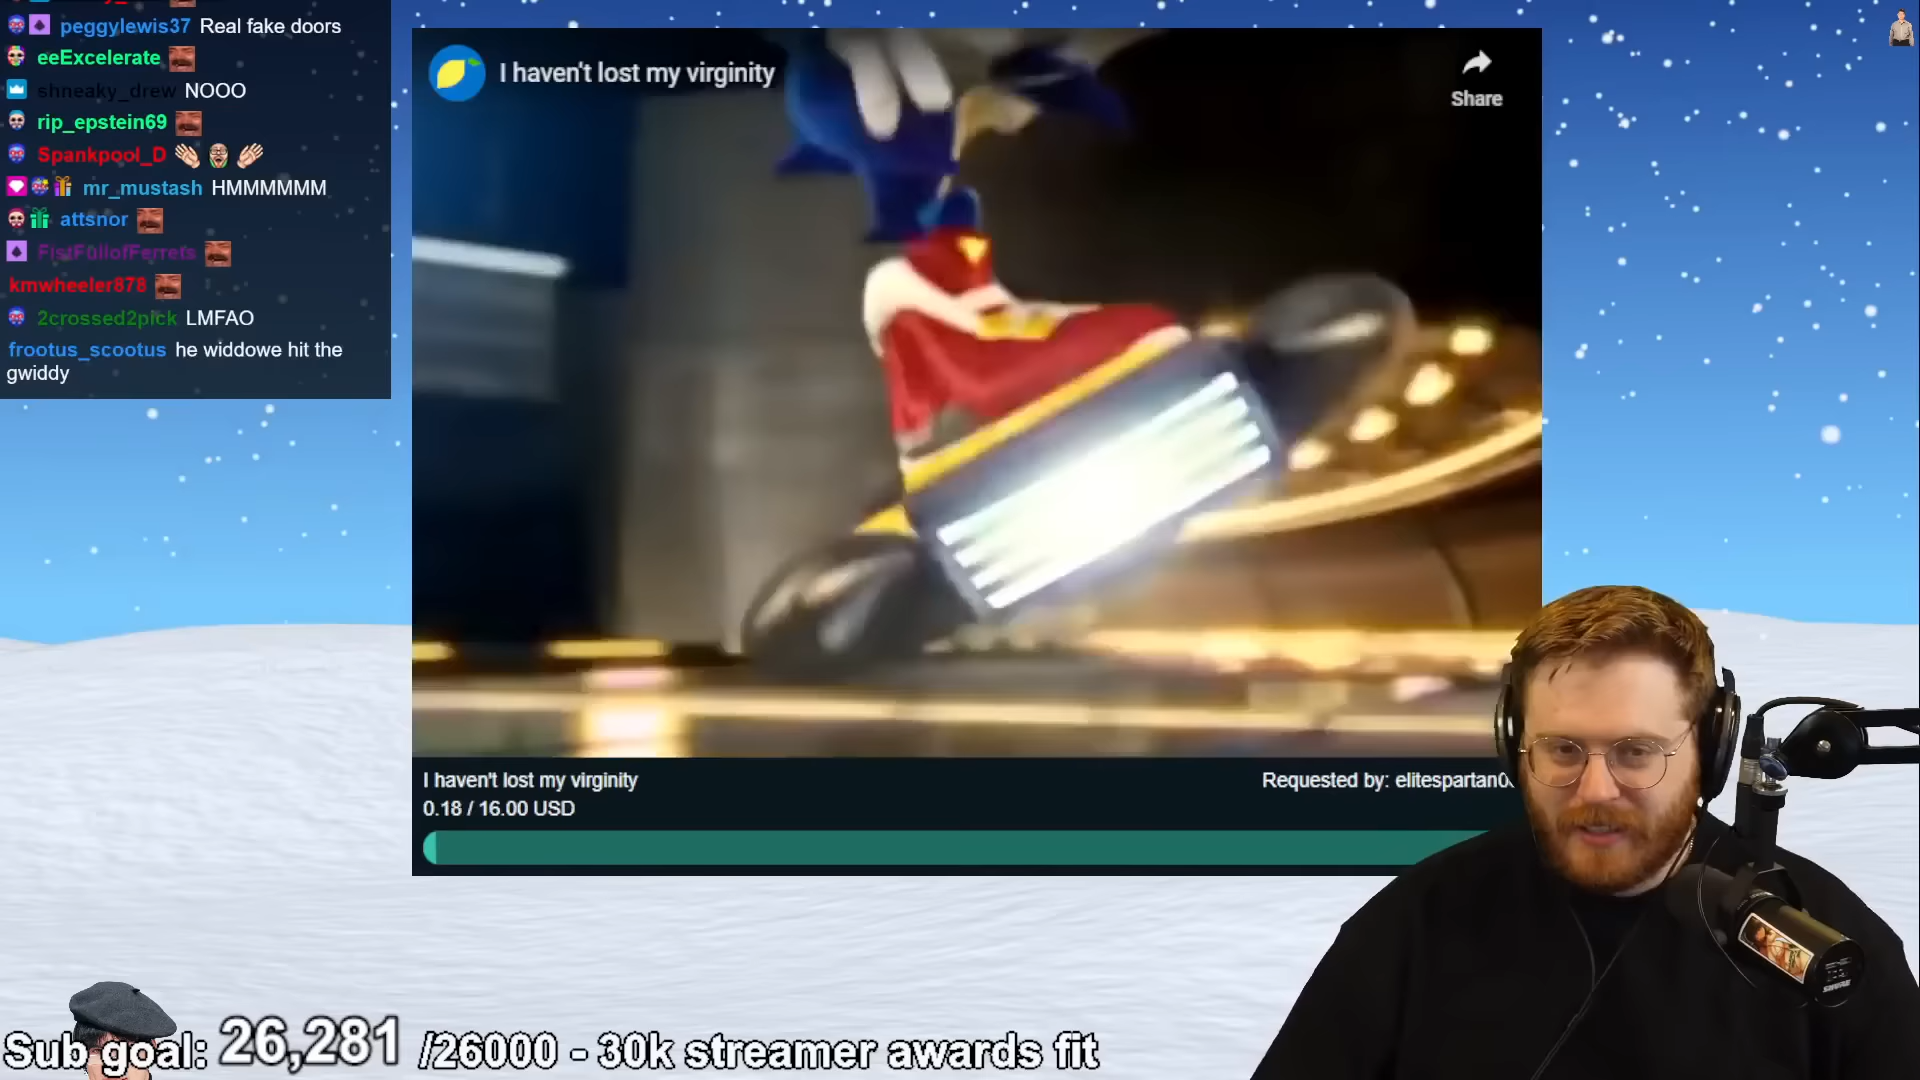 peggylewis37 Real fake doors
eeExcelerate
shneaky_drew NOOO
rip_epstein69
Spankpool_D
mr_mustash HMMMMMM
attsnor
FistFullofFerrets
kmwheeler878
2crossed2pick LMFAO
frootus_scootus he widdowe hit the
gwiddy
I haven't lost my virginity
Share
I haven't lost my virginity
Requested by: elitespartan0
0.18 / 16.00 USD
SHURE
Sub goal: 26,281 /26000 - 30k streamer awards fit